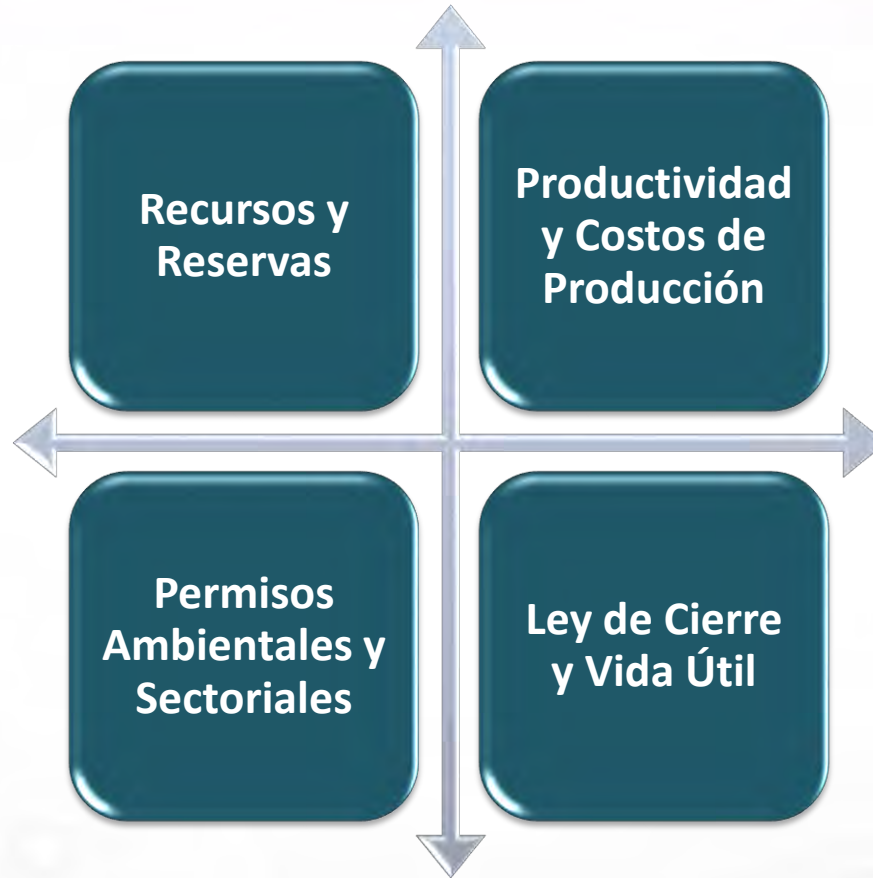 Recursos y
Reservas
Productividad
y Costos de
Producción
Permisos
Ambientales y
Sectoriales
Ley de Cierre
y Vida Útil